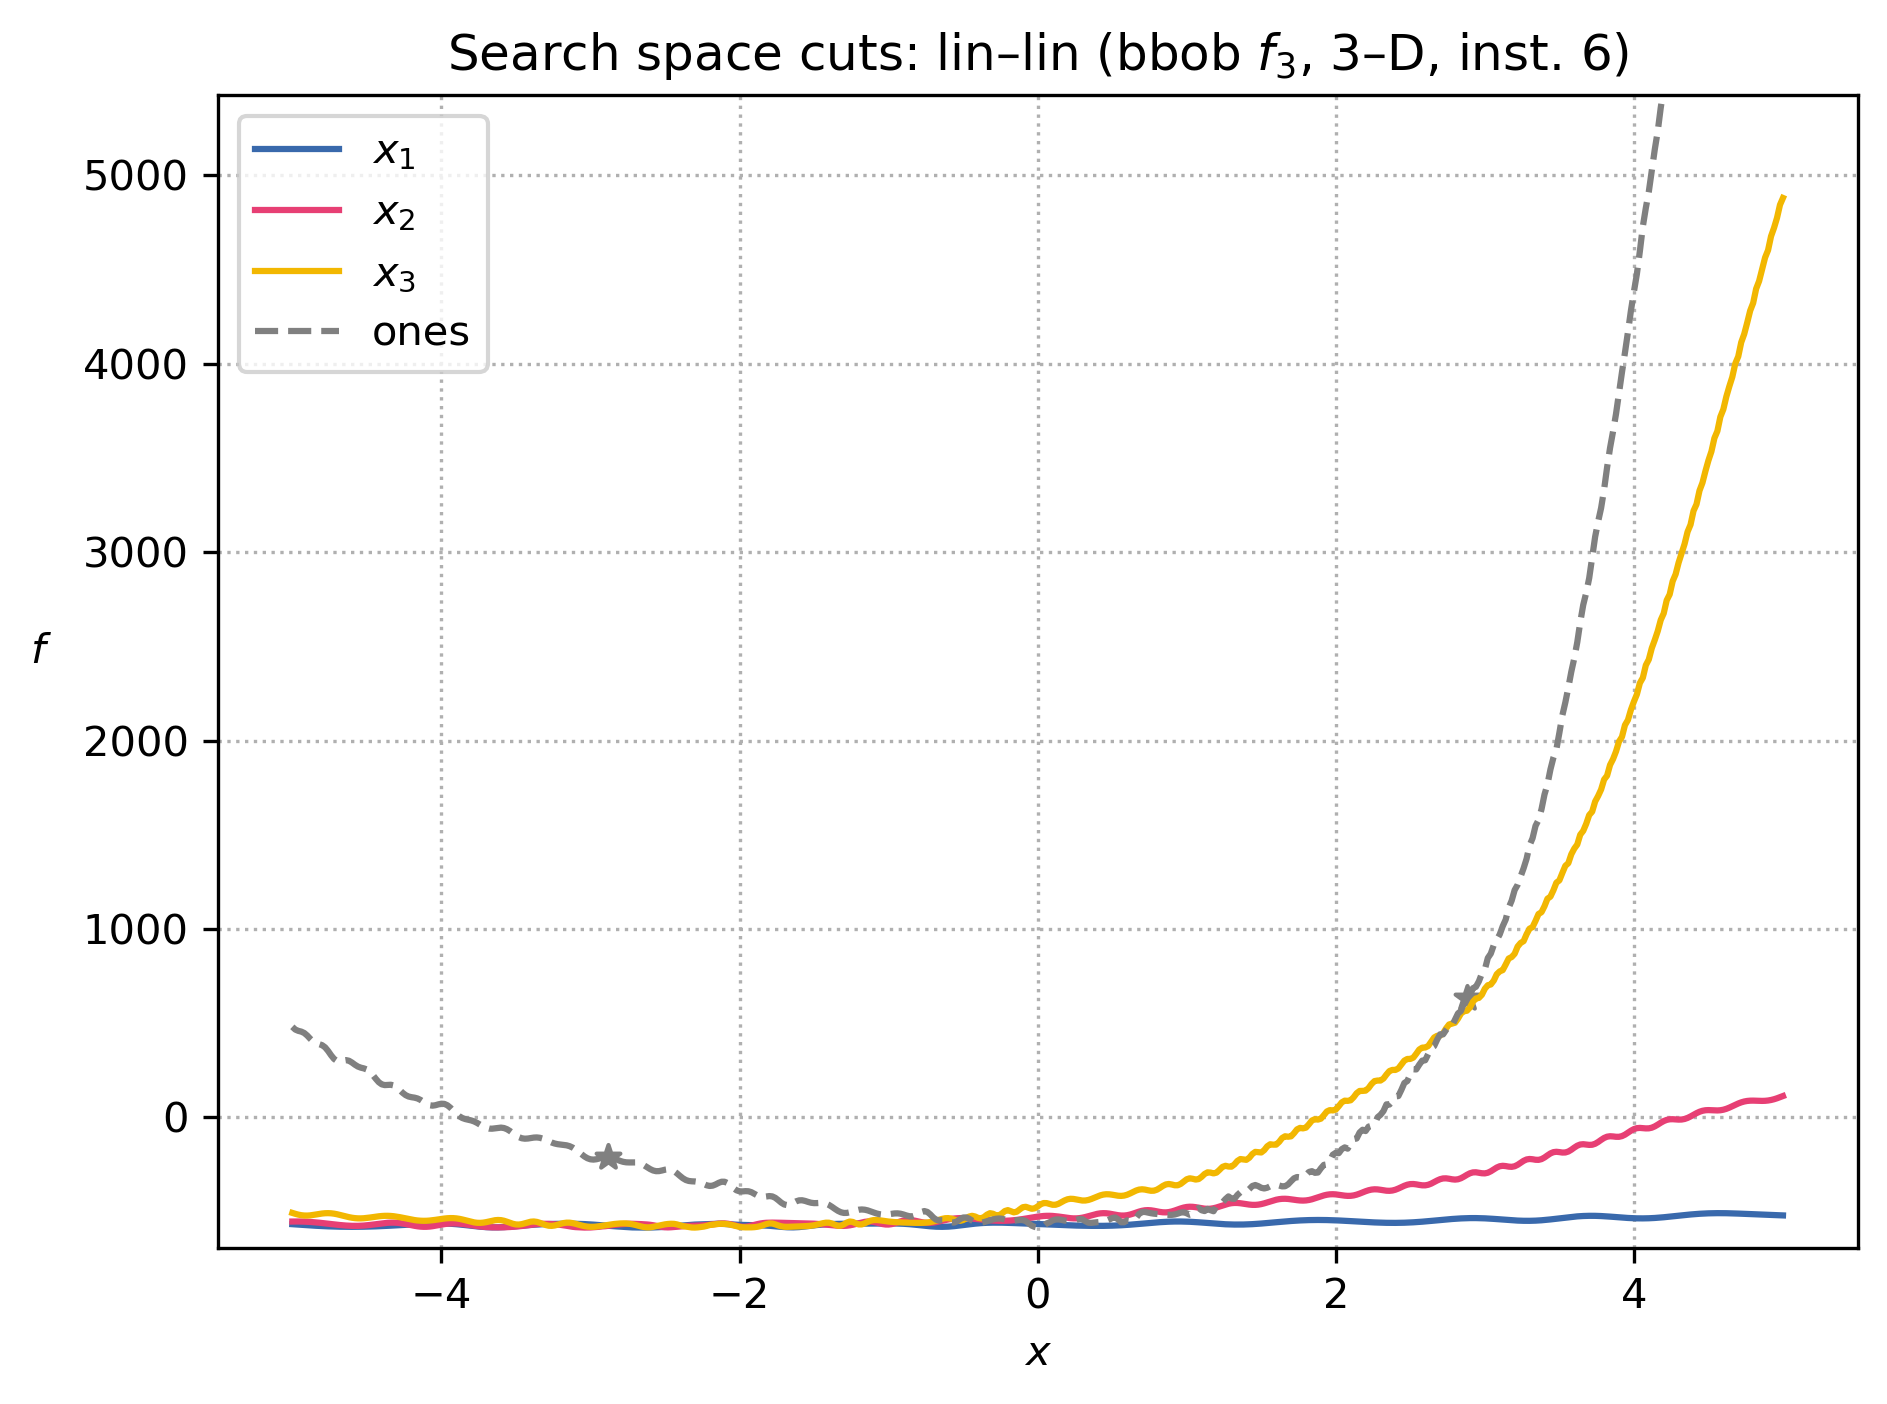 Search space cuts: lin–lin (bbob f₃, 3–D, inst. 6)
x₁
x₂
x₃
ones
5000
4000
3000
2000
1000
0
f
−4
−2
0
2
4
x